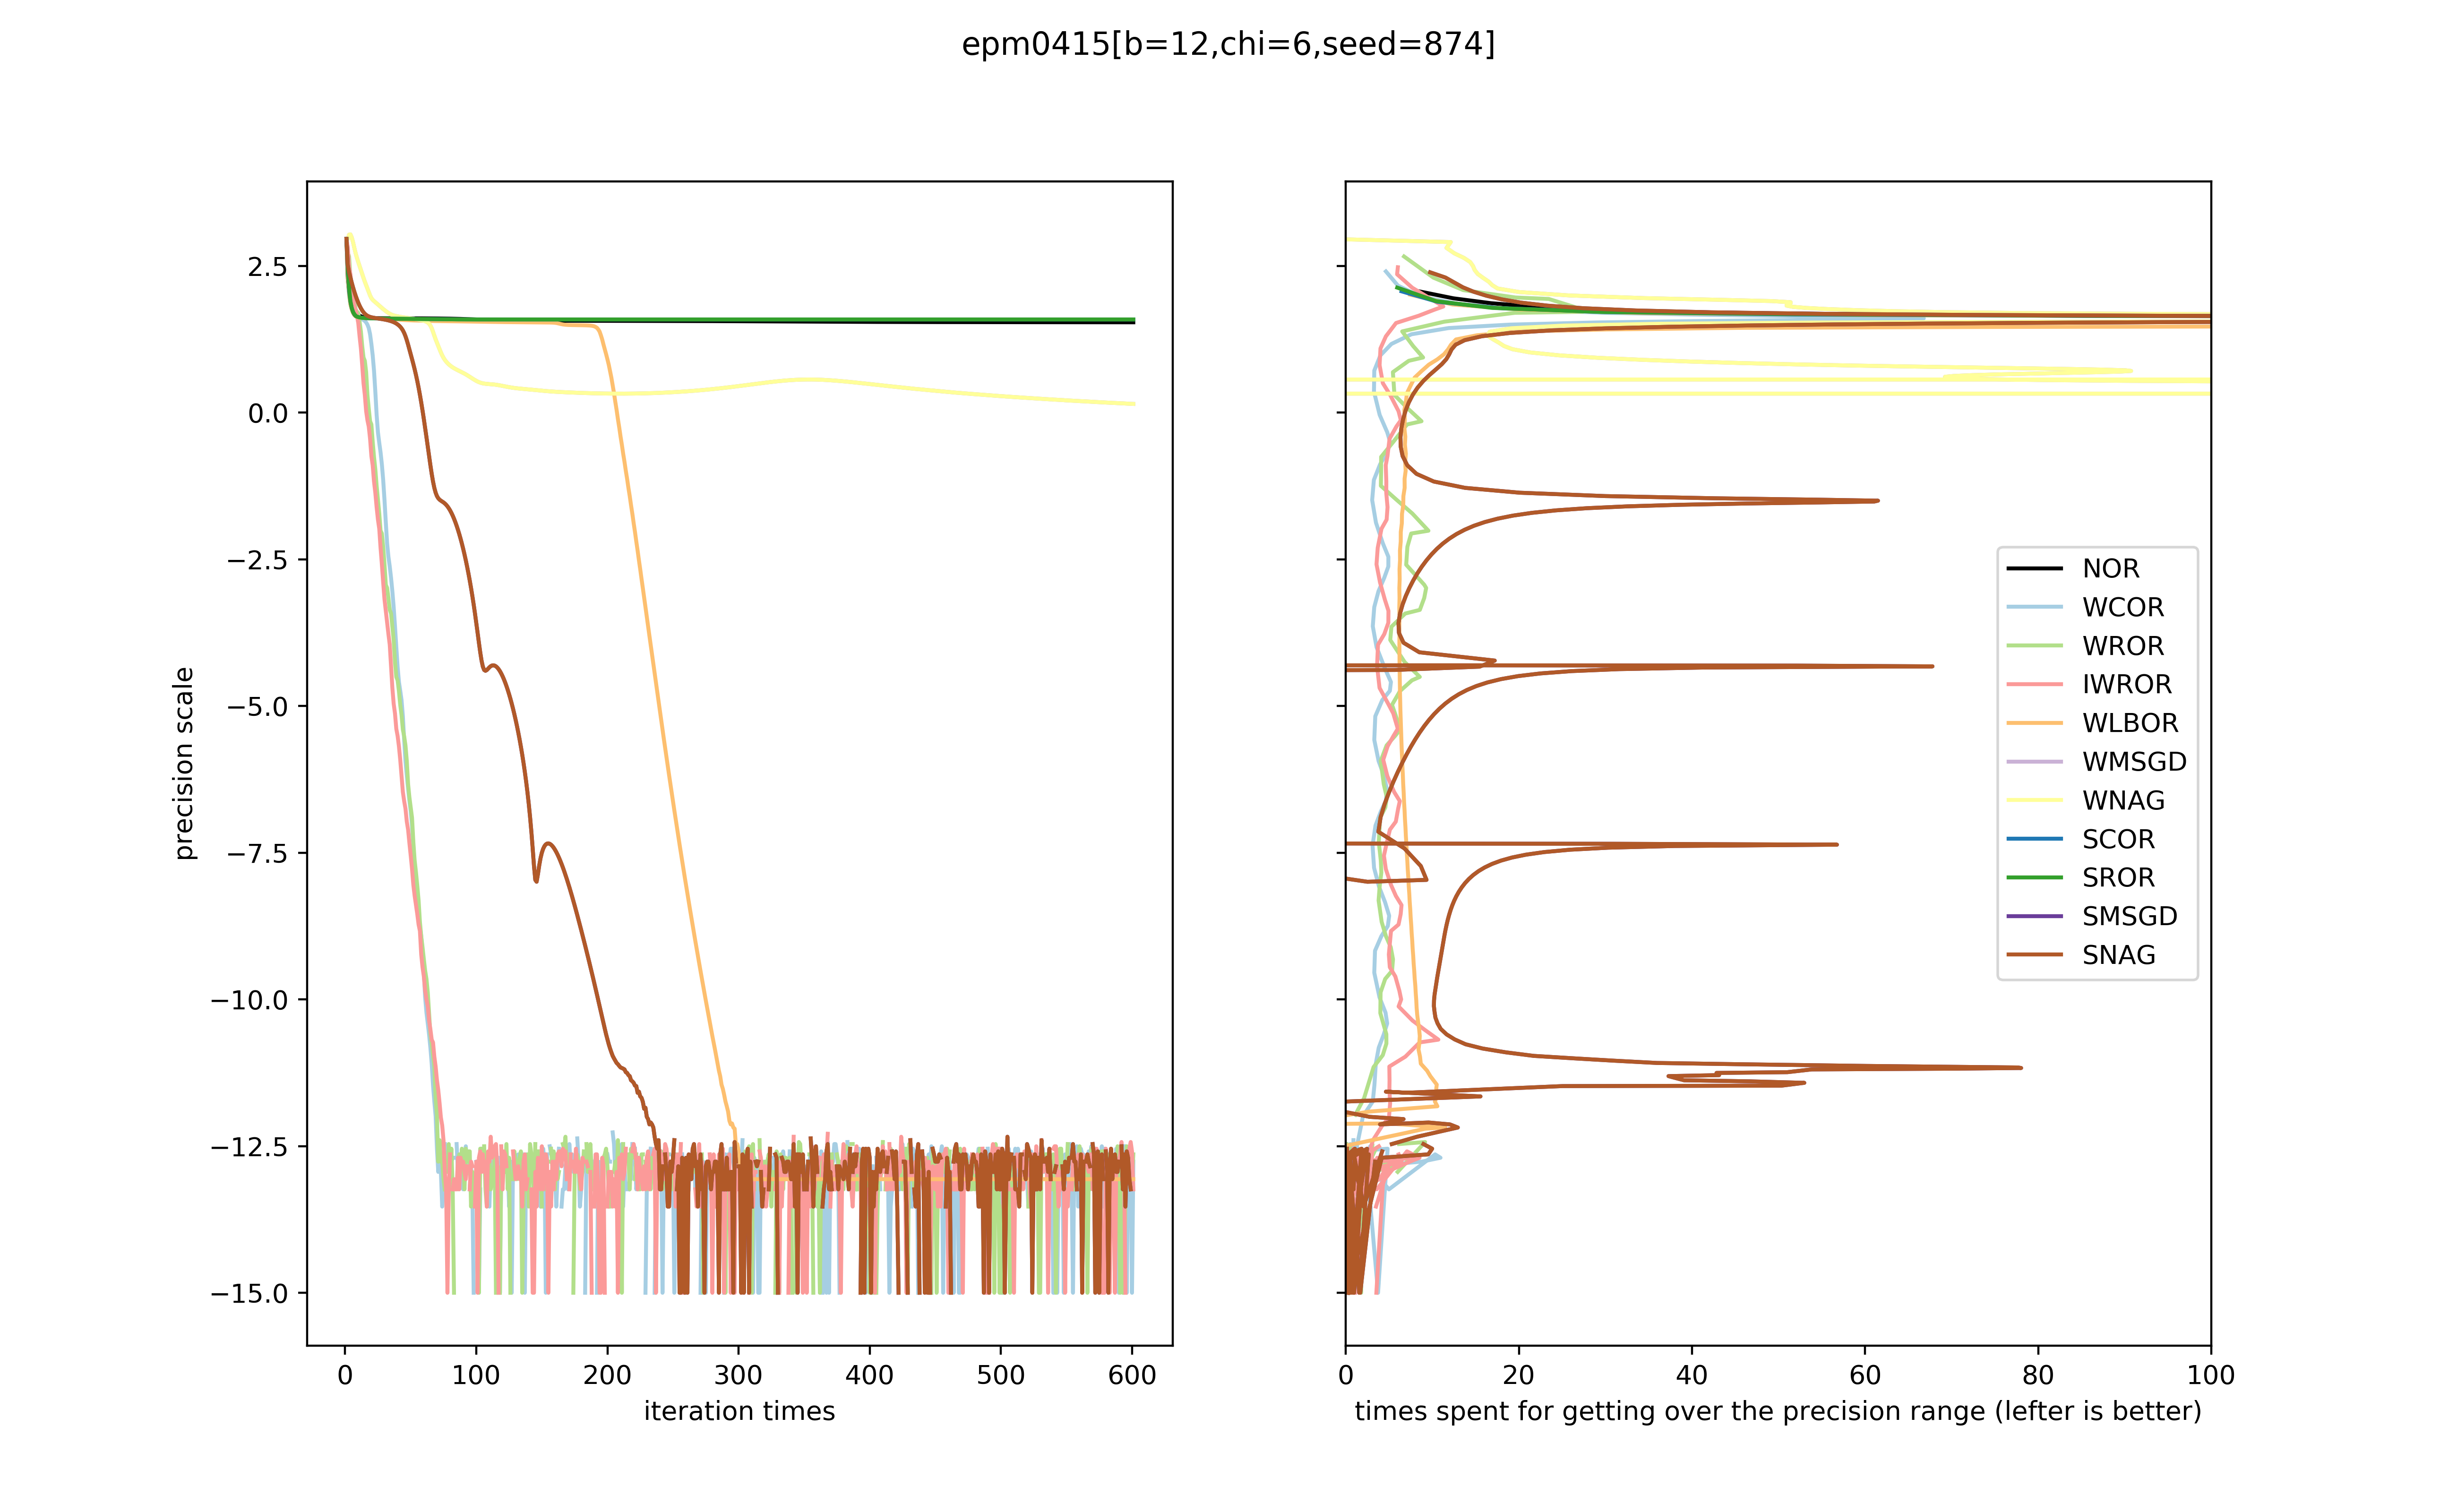 epm0415[b=12,chi=6,seed=874]
precision scale
2.5
0.0
−2.5
−5.0
−7.5
−10.0
−12.5
−15.0
0 100 200 300 400 500 600
iteration times
NOR
WCOR
WROR
IWROR
WLBOR
WMSGD
WNAG
SCOR
SROR
SMSGD
SNAG
0 20 40 60 80 100
times spent for getting over the precision range (lefter is better)